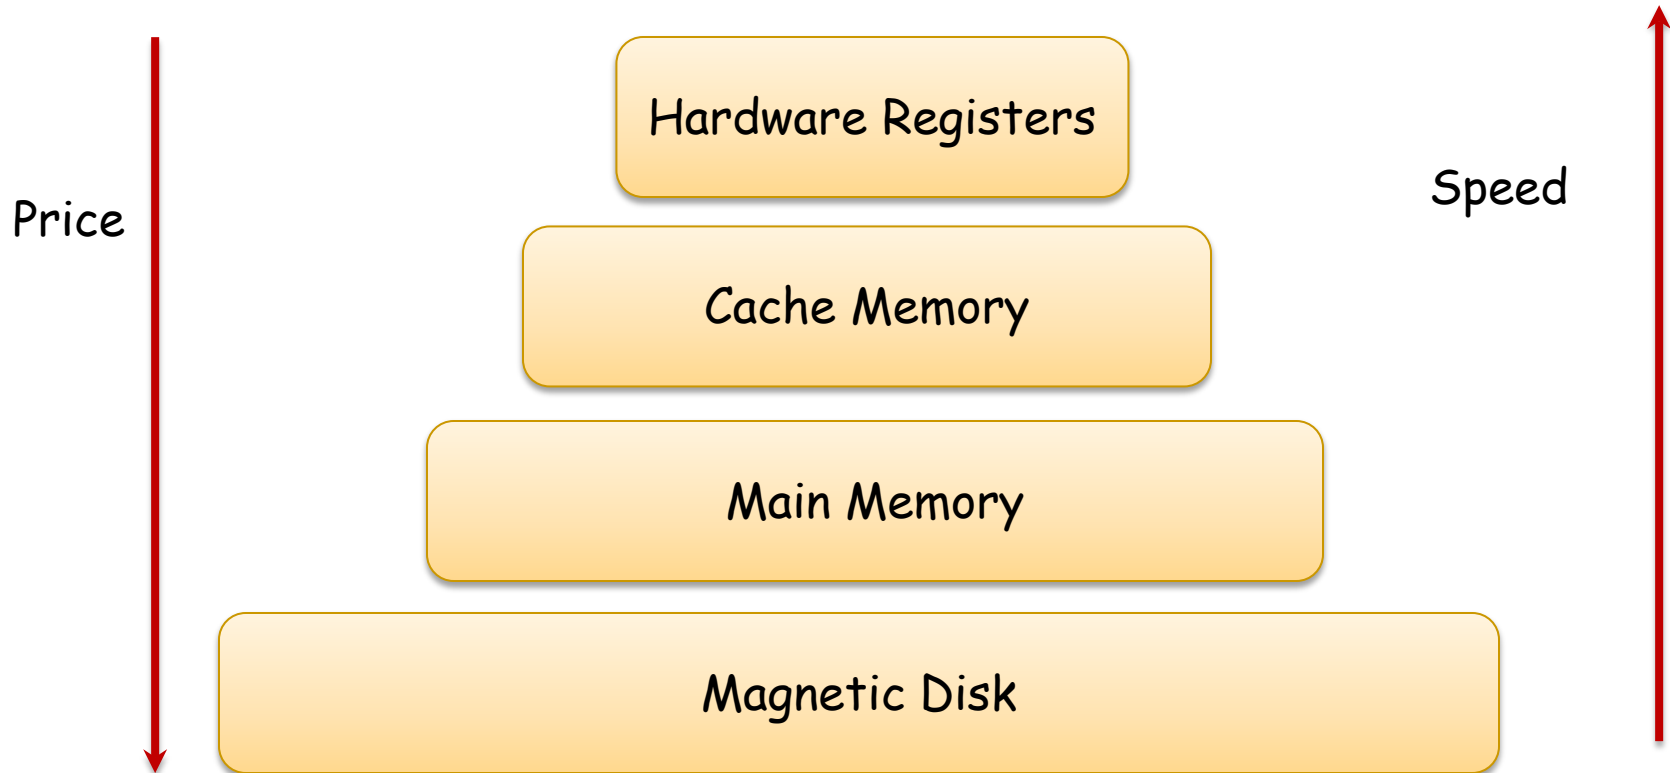 Hardware Registers
Speed
Price
Cache Memory
Main Memory
Magnetic Disk